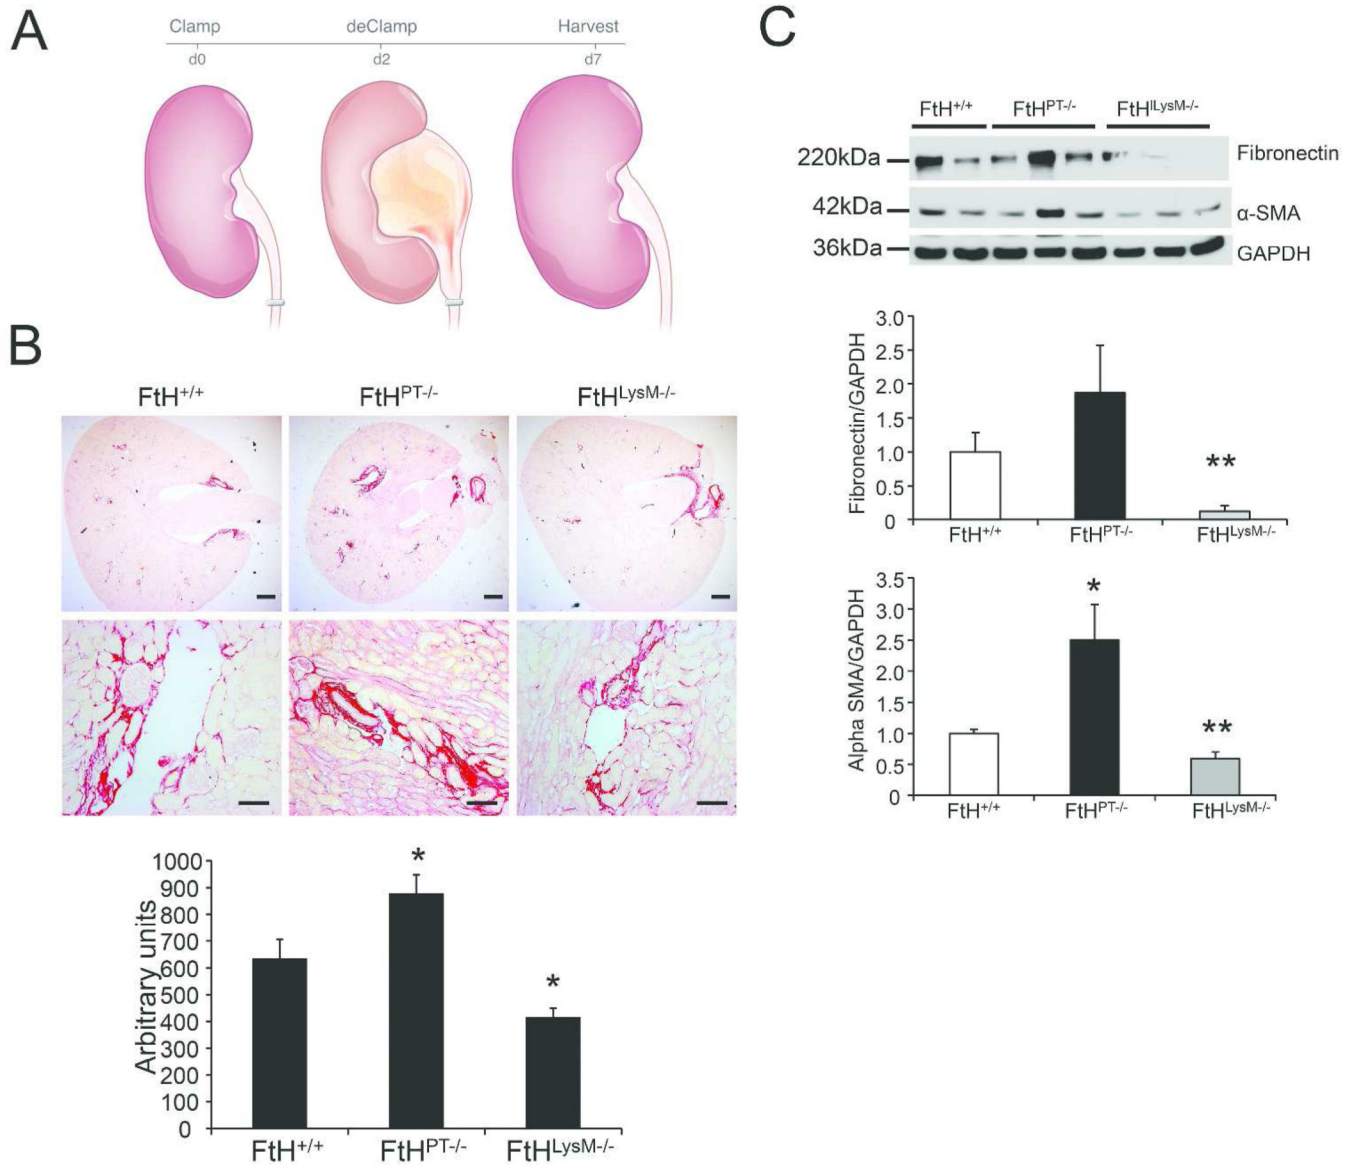 A
Clamp deClamp Harvest
d0 d2 d7
B
FtH+/+ FtHPT-/- FtHLysM-/-
Arbitrary units
1000
900
800
700
600
500
400
300
200
100
0
*
*
FtH+/+ FtHPT-/- FtHLysM-/-
C
FtH+/+ FtHPT-/- FtHlLysM-/-
220kDa Fibronectin
42kDa α-SMA
36kDa GAPDH
Fibronectin/GAPDH
3.0
2.5
2.0
1.5
1.0
0.5
0
**
FtH+/+ FtHPT-/- FtHLysM-/-
Alpha SMA/GAPDH
3.5
3.0
2.5
2.0
1.5
1.0
0.5
0
*
**
FtH+/+ FtHPT-/- FtHLysM-/-